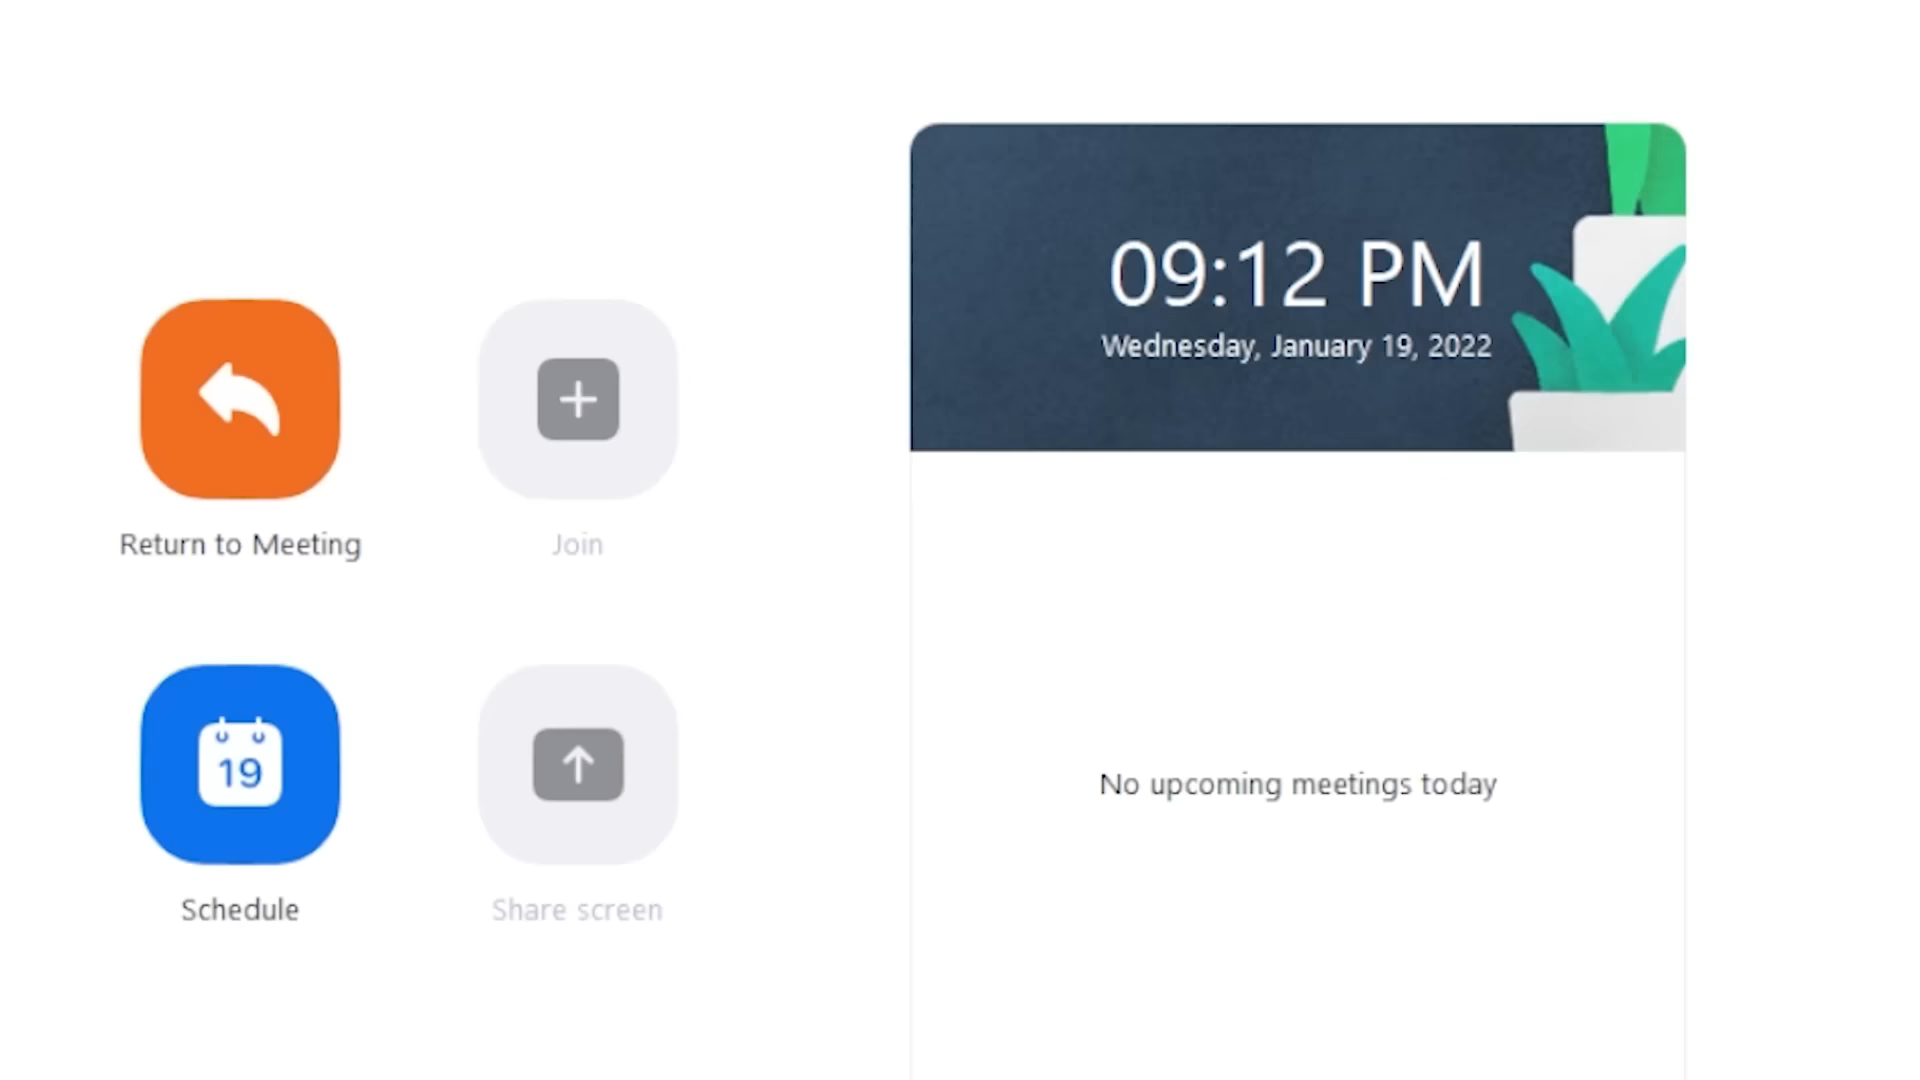 09:12 PM
Wednesday, January 19, 2022
Return to Meeting
Join
19
Schedule
Share screen
No upcoming meetings today